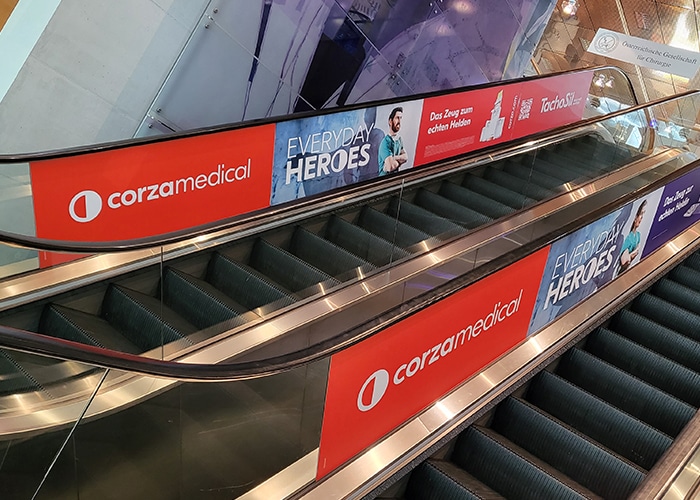 Österreichische Gesellschaft
für Chirurgie
corzamedical
EVERYDAY
HEROES
Das Zeug zum
echten Helden
TachoSil
corzamedical
EVERYDAY
HEROES
Das Zeug zum
echten Helden